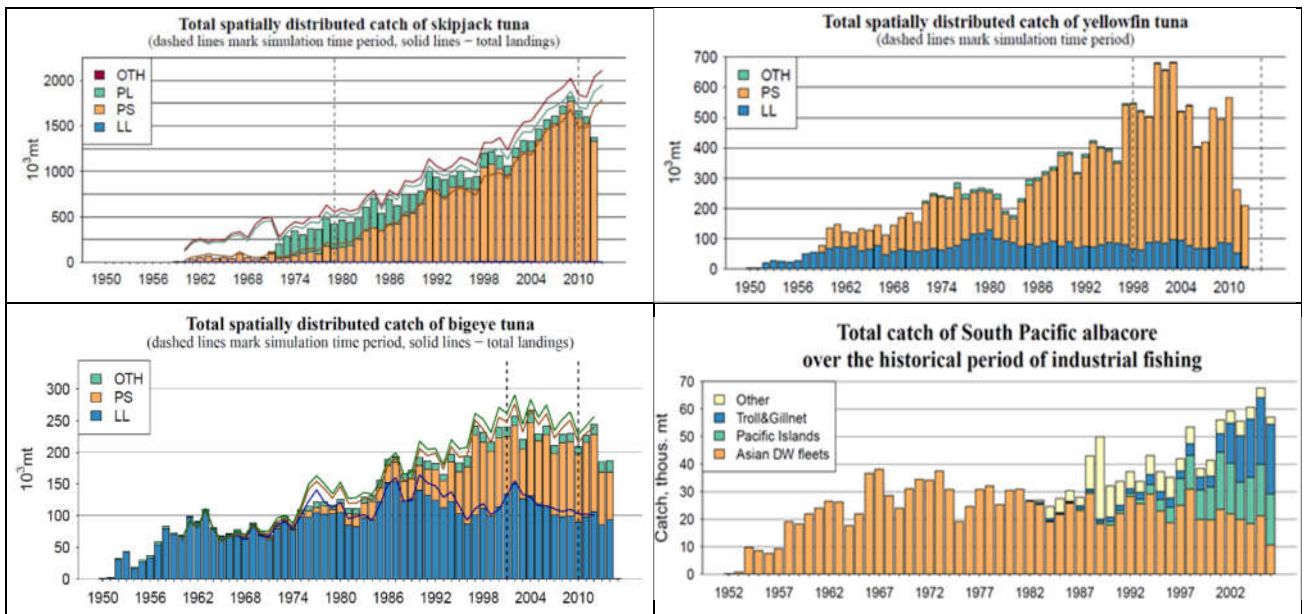 Total spatially distributed catch of skipjack tuna
(dashed lines mark simulation time period, solid lines − total landings)
OTH
PL
PS
LL
10³mt
2000
1500
1000
500
0
1950 1956 1962 1968 1974 1980 1986 1992 1998 2004 2010
Total spatially distributed catch of yellowfin tuna
(dashed lines mark simulation time period)
OTH
PS
LL
10³mt
700
600
500
400
300
200
100
0
1950 1956 1962 1968 1974 1980 1986 1992 1998 2004 2010
Total spatially distributed catch of bigeye tuna
(dashed lines mark simulation time period, solid lines − total landings)
OTH
PS
LL
10³mt
300
250
200
150
100
50
0
1950 1956 1962 1968 1974 1980 1986 1992 1998 2004 2010
Total catch of South Pacific albacore
over the historical period of industrial fishing
Other
Troll&Gillnet
Pacific Islands
Asian DW fleets
Catch, thous. mt
70
60
50
40
30
20
10
0
1952 1957 1962 1967 1972 1977 1982 1987 1992 1997 2002